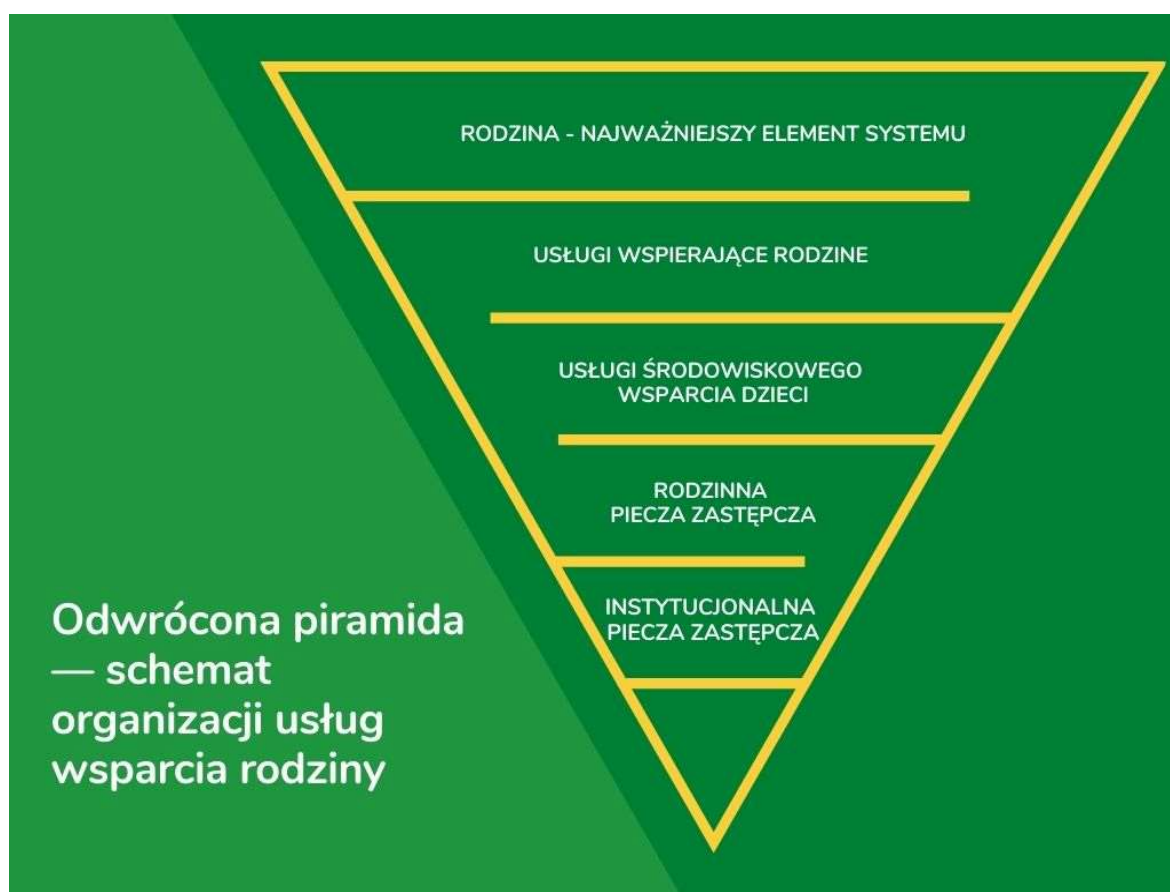 RODZINA - NAJWAŻNIEJSZY ELEMENT SYSTEMU
USŁUGI WSPIERAJĄCE RODZINE
USŁUGI ŚRODOWISKOWEGO
WSPARCIA DZIECI
RODZINNA
PIECZA ZASTĘPCZA
INSTYTUCJONALNA
PIECZA ZASTĘPCZA
Odwrócona piramida
— schemat
organizacji usług
wsparcia rodziny